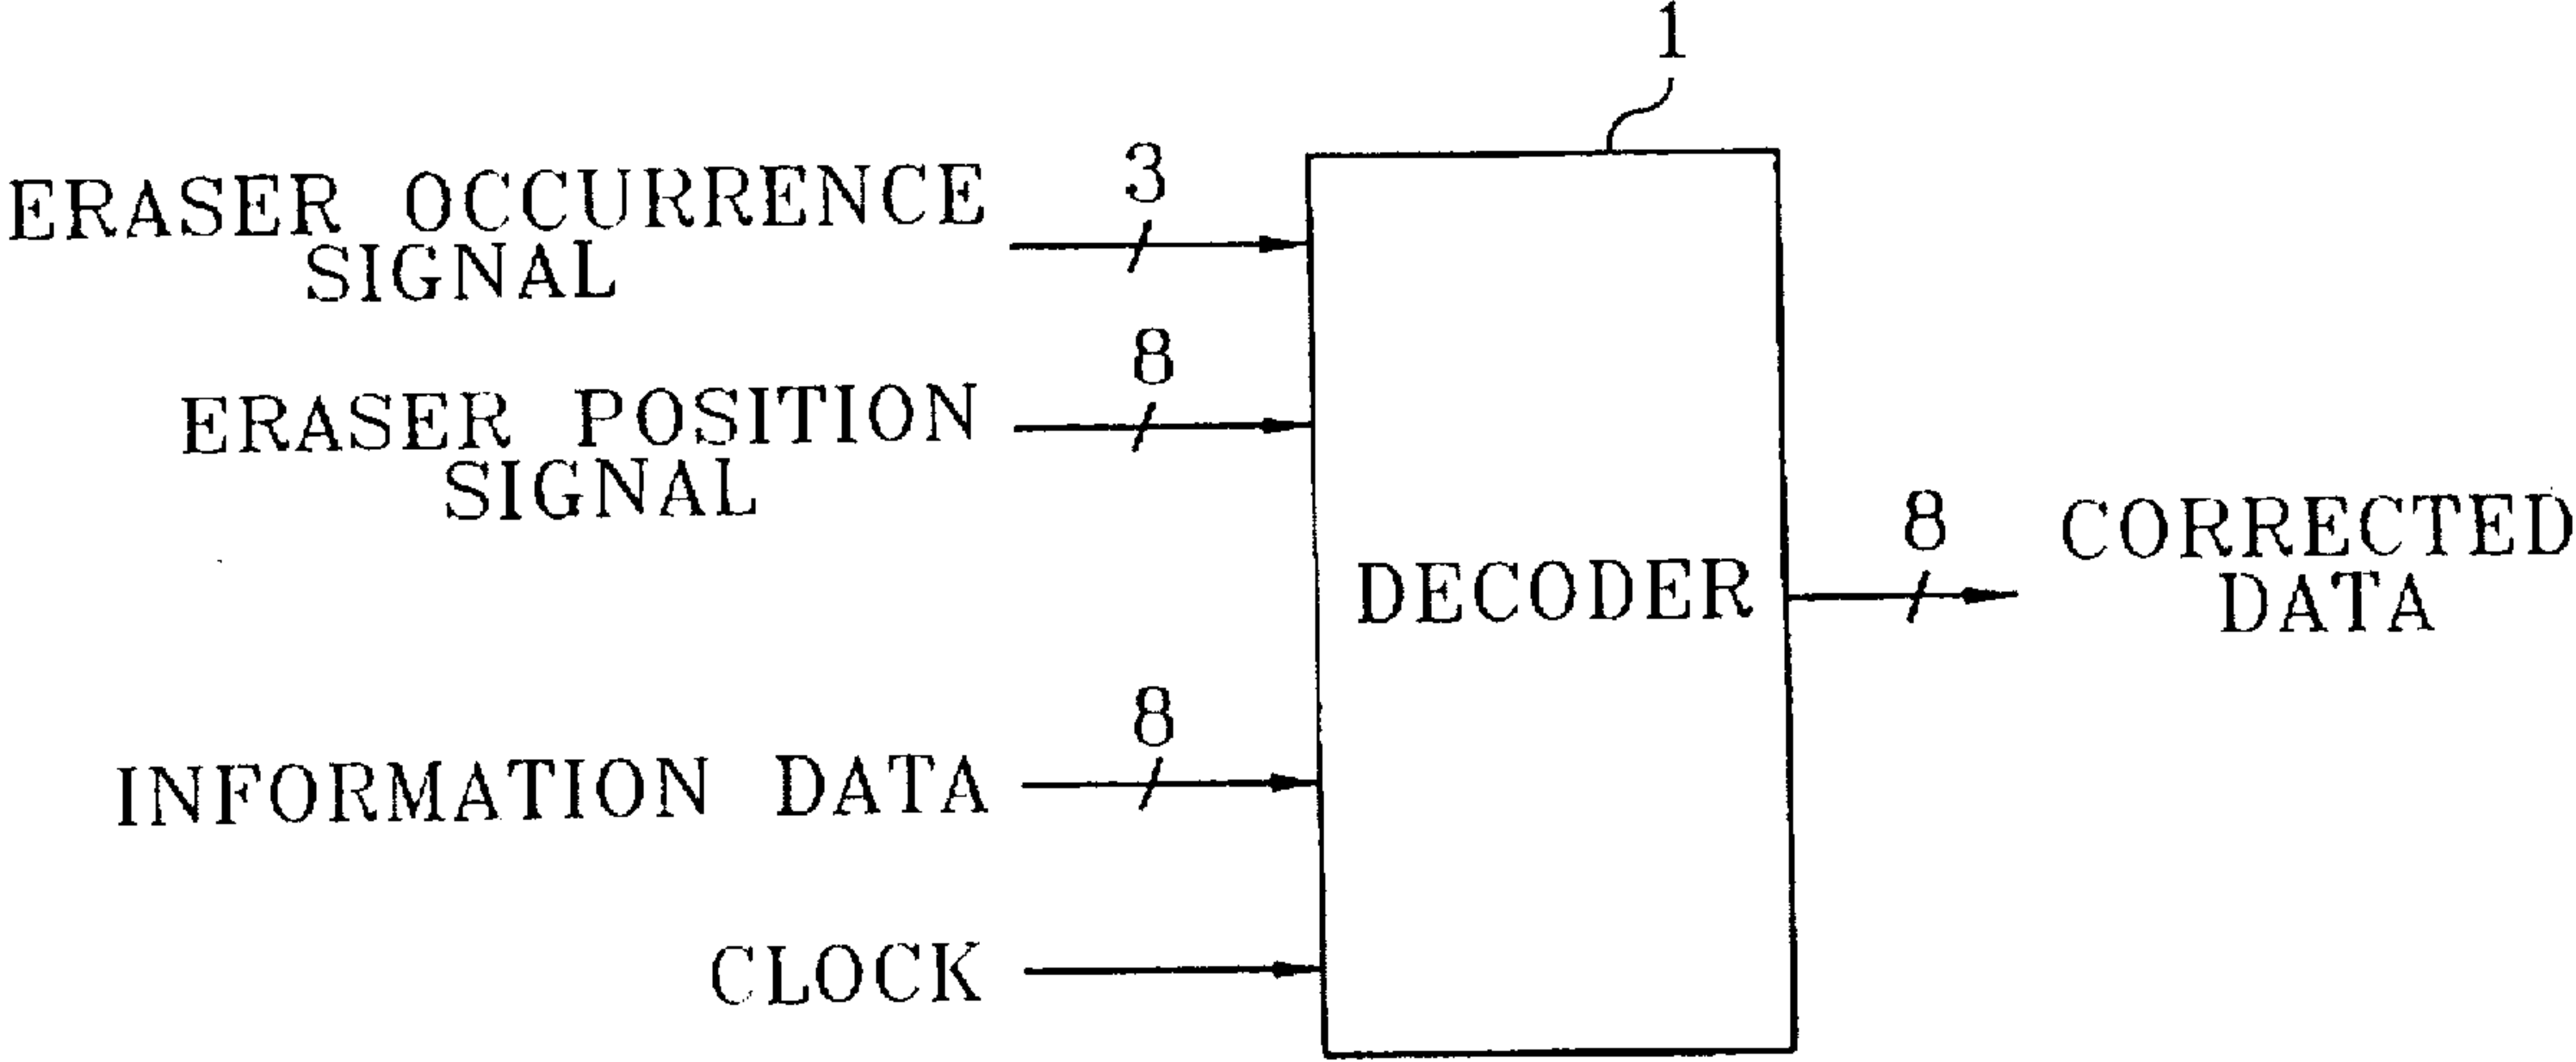 1
3
ERASER OCCURRENCE
SIGNAL
8
ERASER POSITION
SIGNAL
8
CORRECTED
DATA
DECODER
8
INFORMATION DATA
CLOCK